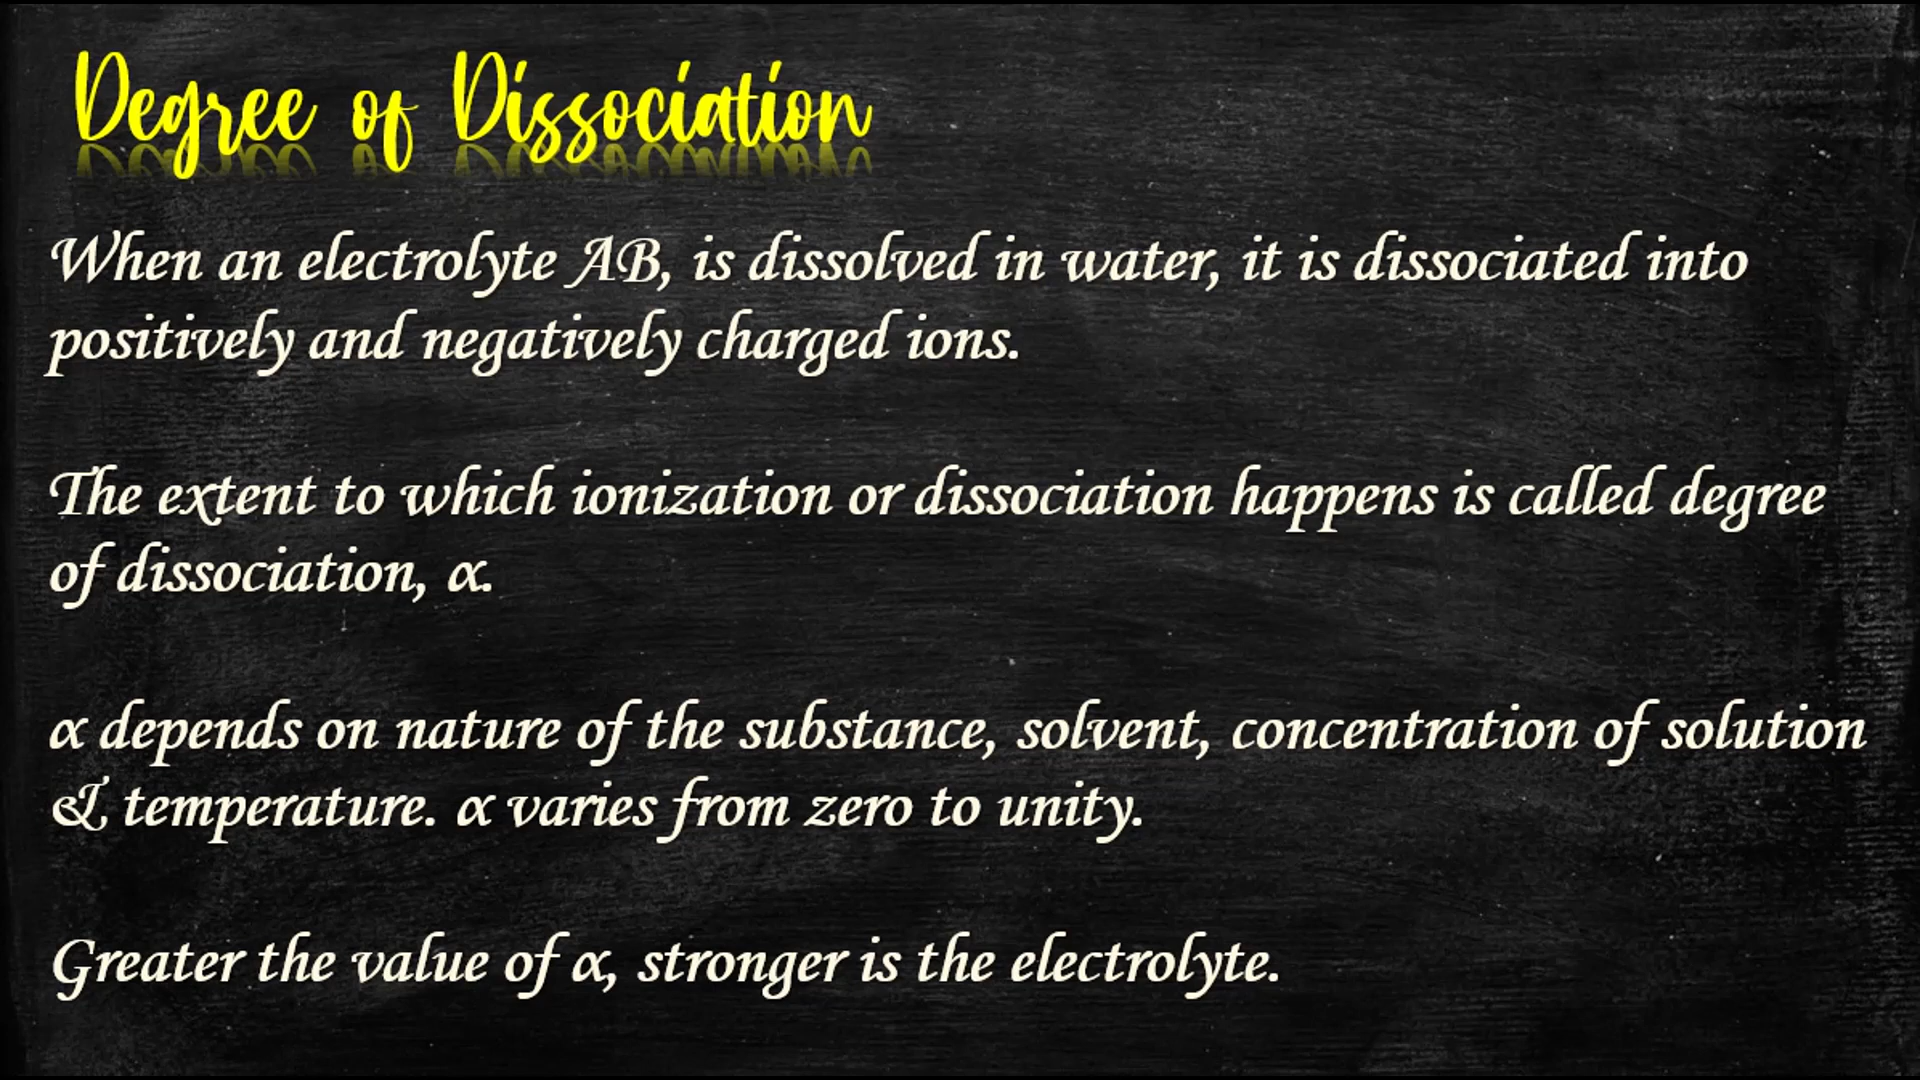 Degree of Dissociation
When an electrolyte AB, is dissolved in water, it is dissociated into
positively and negatively charged ions.
The extent to which ionization or dissociation happens is called degree
of dissociation, α.
α depends on nature of the substance, solvent, concentration of solution
& temperature. α varies from zero to unity.
Greater the value of α, stronger is the electrolyte.